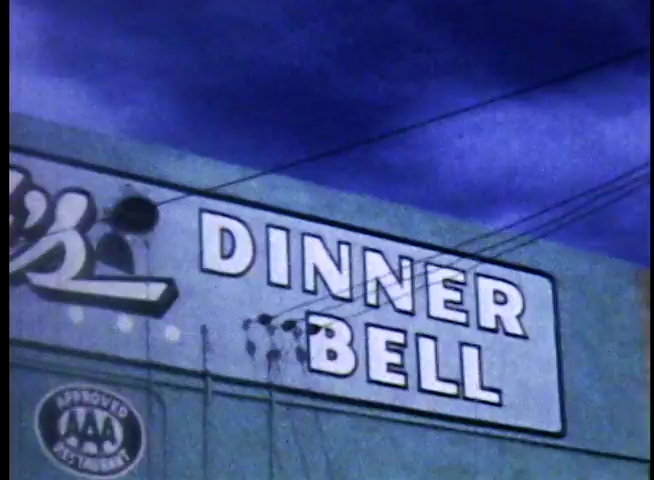 's
DINNER
BELL
APPROVED
AAA
RESTAURANT